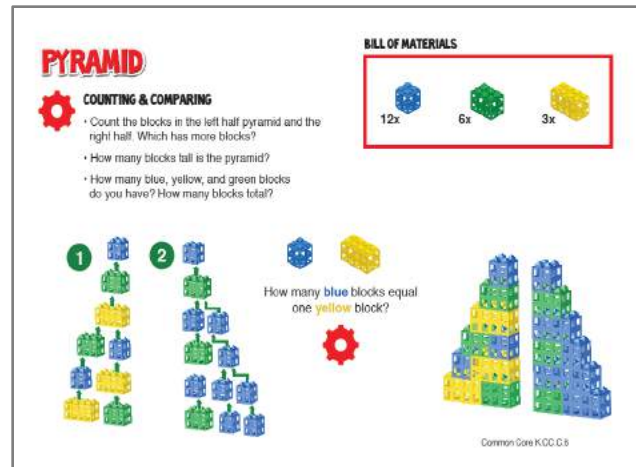 PYRAMID
COUNTING & COMPARING
• Count the blocks in the left half pyramid and the
right half. Which has more blocks?
• How many blocks tall is the pyramid?
• How many blue, yellow, and green blocks
do you have? How many blocks total?
BILL OF MATERIALS
12x 6x 3x
1 2
How many blue blocks equal
one yellow block?
Common Core K.CC.C.6